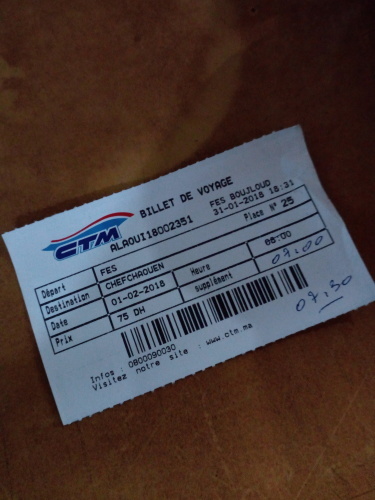 CTM
BILLET DE VOYAGE
ALAOUI18002351
FES BOUJLOUD
31-01-2018 18:31
Place N° 25
Départ FES
Destination CHEFCHAOUEN Heure 08:00
Date 01-02-2018 supplément 07:00
Prix 75 DH
07,30
Infos : 0800090030
Visitez notre site : www.ctm.ma